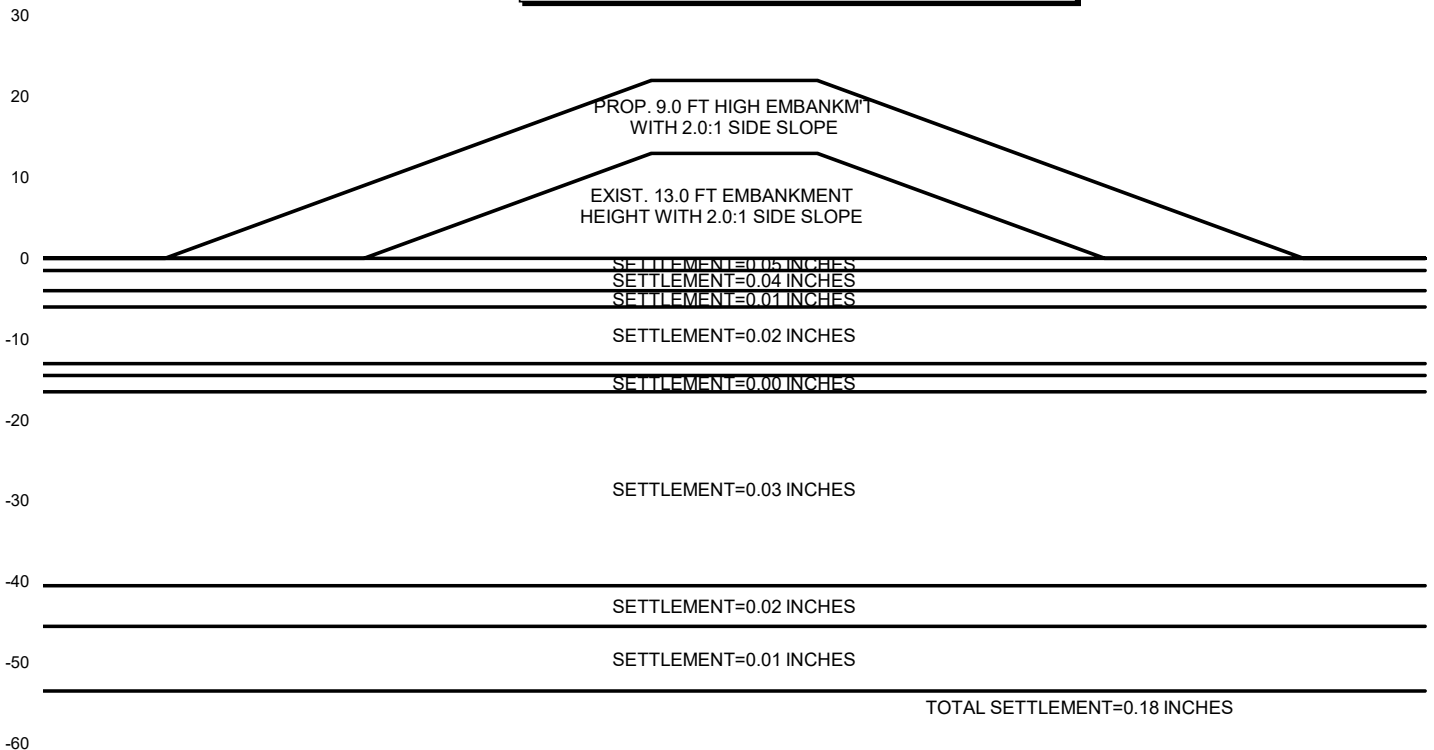 30
20
PROP. 9.0 FT HIGH EMBANKM'T
WITH 2.0:1 SIDE SLOPE
10
EXIST. 13.0 FT EMBANKMENT
HEIGHT WITH 2.0:1 SIDE SLOPE
0
SETTLEMENT=0.05 INCHES
SETTLEMENT=0.04 INCHES
SETTLEMENT=0.01 INCHES
-10
SETTLEMENT=0.02 INCHES
SETTLEMENT=0.00 INCHES
-20
SETTLEMENT=0.03 INCHES
-30
-40
SETTLEMENT=0.02 INCHES
-50
SETTLEMENT=0.01 INCHES
TOTAL SETTLEMENT=0.18 INCHES
-60